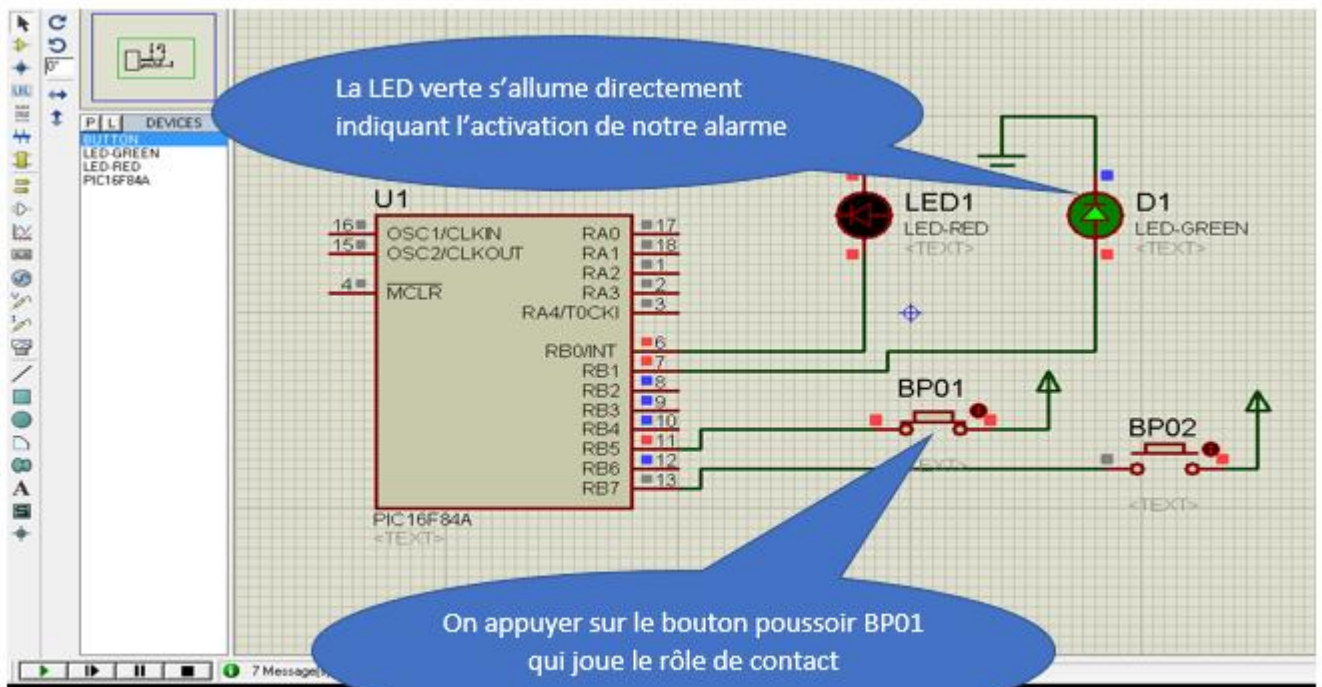 0°
P L DEVICES
BUTTON
LED-GREEN
LED-RED
PIC16F84A
La LED verte s’allume directement
indiquant l’activation de notre alarme
U1
16 OSC1/CLKIN RA0 17
15 OSC2/CLKOUT RA1 18
RA2 1
4 MCLR RA3 2
RA4/T0CKI 3
RB0/INT 6
RB1 7
RB2 8
RB3 9
RB4 10
RB5 11
RB6 12
RB7 13
PIC16F84A
<TEXT>
LED1
LED-RED
<TEXT>
D1
LED-GREEN
<TEXT>
BP01
BP02
<TEXT>
On appuyer sur le bouton poussoir BP01
qui joue le rôle de contact
7 Message(s)